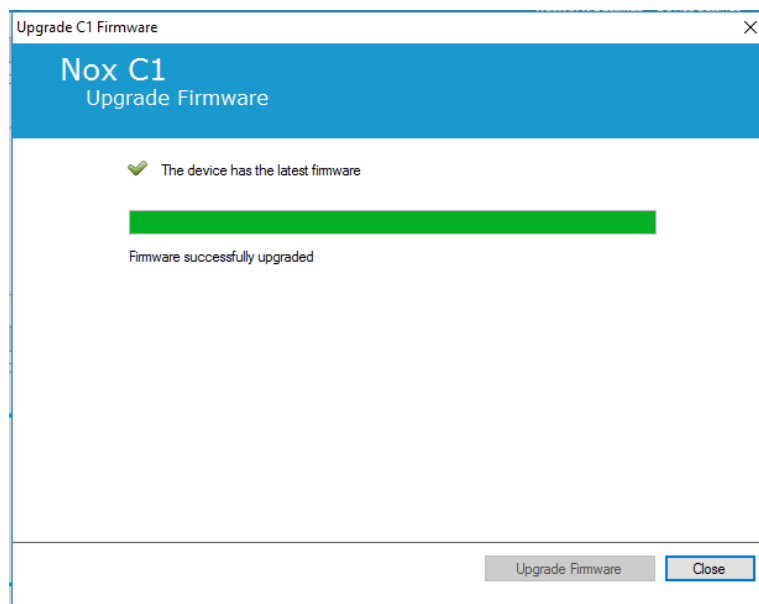 Upgrade C1 Firmware
Nox C1
Upgrade Firmware
The device has the latest firmware
Firmware successfully upgraded
Upgrade Firmware
Close